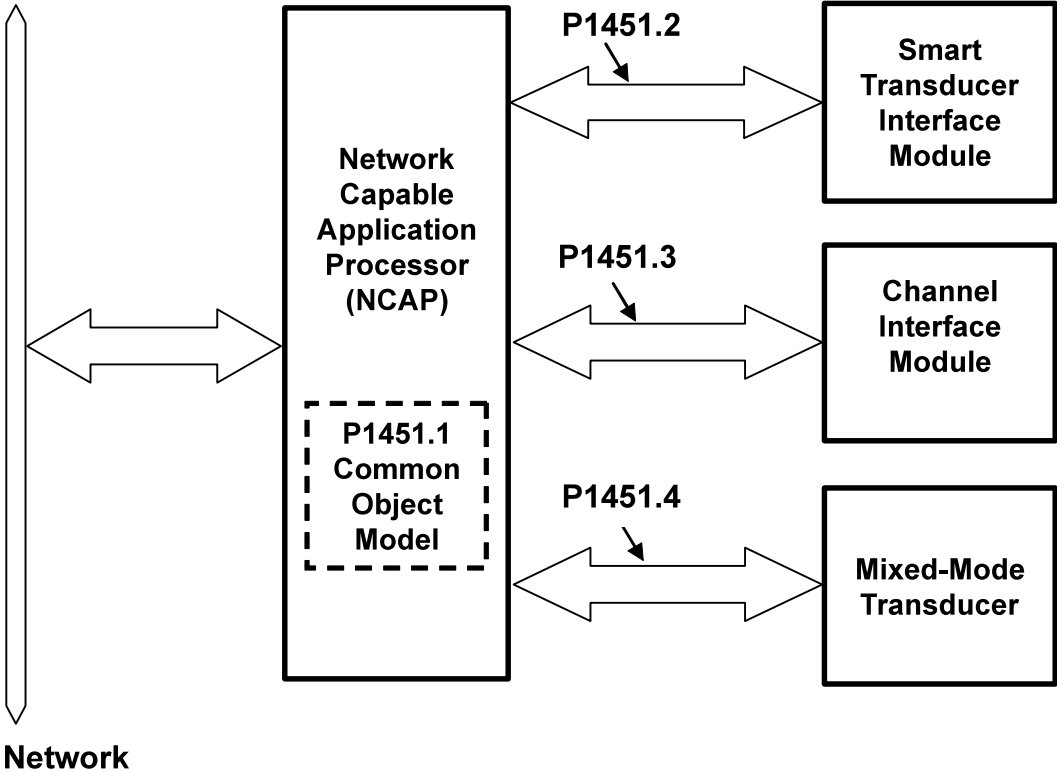 P1451.2
Smart
Transducer
Interface
Module
Network
Capable
Application
Processor
(NCAP)
P1451.3
Channel
Interface
Module
P1451.1
Common
Object
Model
P1451.4
Mixed-Mode
Transducer
Network